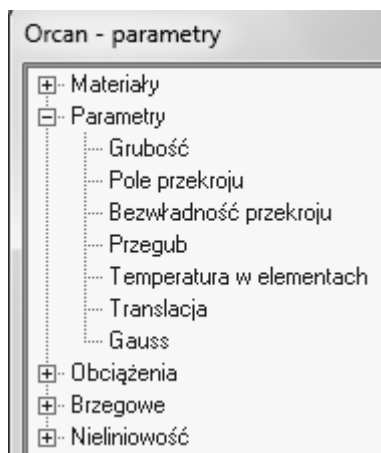 Orcan - parametry
Materiały
Parametry
Grubość
Pole przekroju
Bezwładność przekroju
Przegub
Temperatura w elementach
Translacja
Gauss
Obciążenia
Brzegowe
Nieliniowość